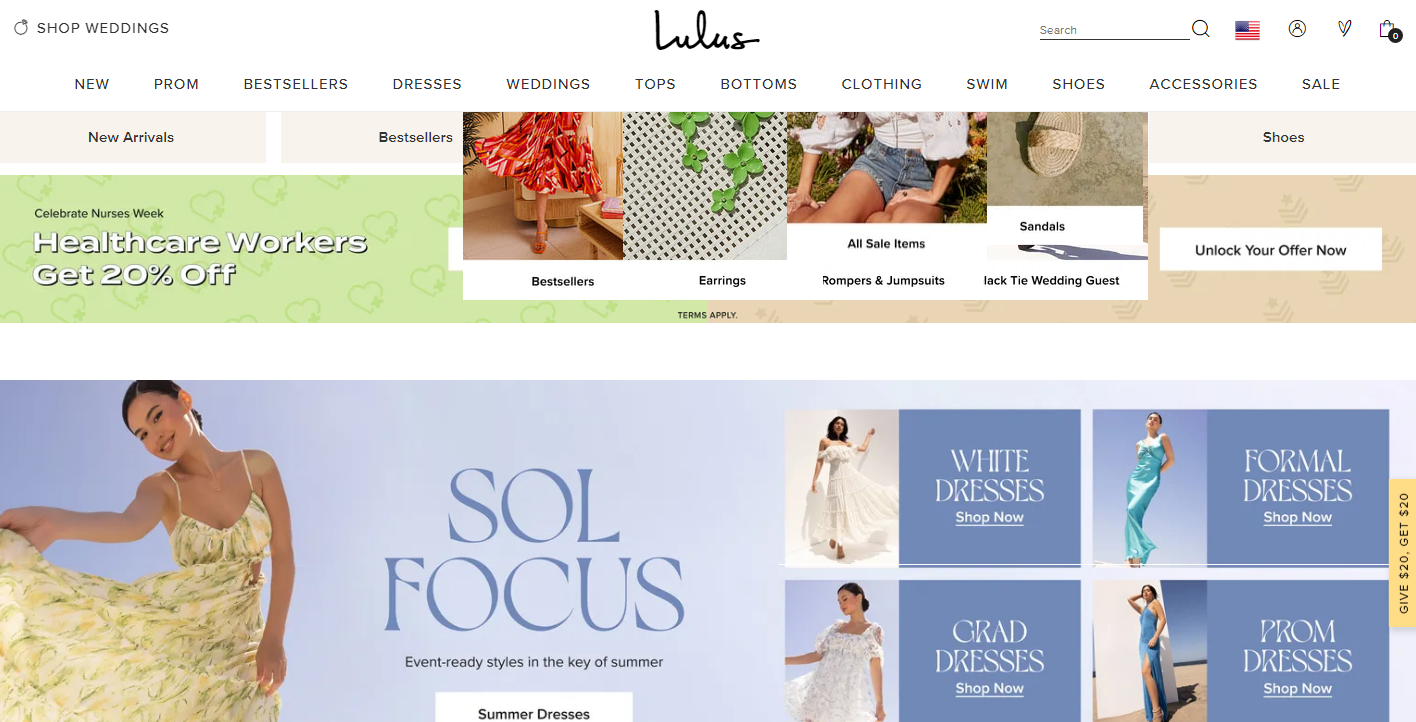 SHOP WEDDINGS
Lulus
Search
0
NEW PROM BESTSELLERS DRESSES WEDDINGS TOPS BOTTOMS CLOTHING SWIM SHOES ACCESSORIES SALE
New Arrivals
Bestsellers
Shoes
Celebrate Nurses Week
Healthcare Workers
Get 20% Off
Sandals
All Sale Items
Bestsellers
Earrings
Rompers & Jumpsuits
lack Tie Wedding Guest
Unlock Your Offer Now
TERMS APPLY.
SOL
FOCUS
Event-ready styles in the key of summer
Summer Dresses
WHITE
DRESSES
Shop Now
FORMAL
DRESSES
Shop Now
GRAD
DRESSES
Shop Now
PROM
DRESSES
Shop Now
GIVE $20, GET $20